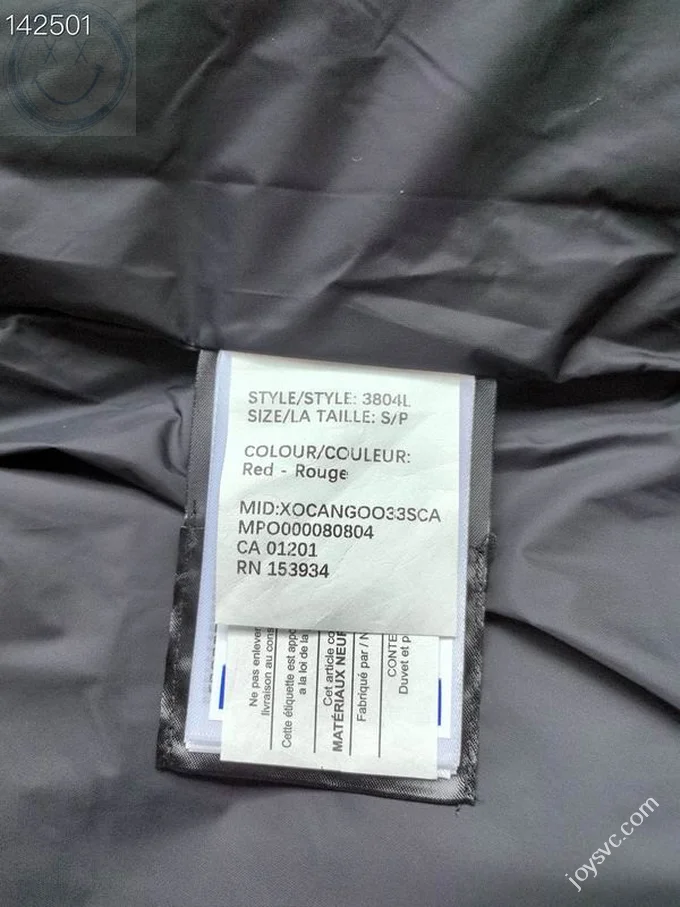 142501
STYLE/STYLE: 3804L
SIZE/LA TAILLE: S/P
COLOUR/COULEUR:
Red - Rouge
MID:XOCANGOO33SCA
MPO000080804
CA 01201
RN 153934
Ne pas enlever
livraison au cons
Cette étiquette est appo
a la loi de la
Cet article co
MATÉRIAUX NEUF
Fabriqué par / N
CONTE
Duvet et p
joysvc.com